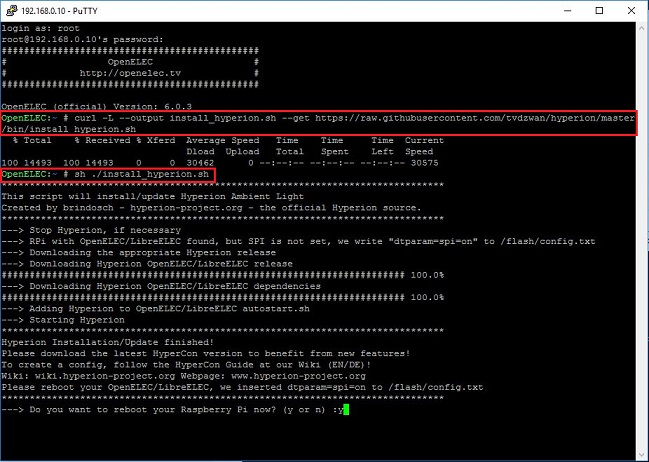 192.168.0.10 - PuTTY
login as: root
root@192.168.0.10's password:
##############################################
#                  OpenELEC                  #
#             http://openelec.tv             #
##############################################
OpenELEC (official) Version: 6.0.3
OpenELEC:~ # curl -L --output install_hyperion.sh --get https://raw.githubusercontent.com/tvdzwan/hyperion/master
/bin/install_hyperion.sh
% Total % Received % Xferd Average Speed Time Time Time Current
Dload Upload Total Spent Left Speed
100 14493 100 14493 0 0 30462 0 --:--:-- --:--:-- --:--:-- 30575
OpenELEC:~ # sh ./install_hyperion.sh
*******************************************************************************
This script will install/update Hyperion Ambient Light
Created by brindosch - hyperion-project.org - the official Hyperion source.
*******************************************************************************
---> Stop Hyperion, if necessary
---> RPi with OpenELEC/LibreELEC found, but SPI is not set, we write "dtparam=spi=on" to /flash/config.txt
---> Downloading the appropriate Hyperion release
---> Downloading Hyperion OpenELEC/LibreELEC release
######################################################################## 100.0%
---> Downloading Hyperion OpenELEC/LibreELEC dependencies
######################################################################## 100.0%
---> Adding Hyperion to OpenELEC/LibreELEC autostart.sh
---> Starting Hyperion
*******************************************************************************
Hyperion Installation/Update finished!
Please download the latest HyperCon version to benefit from new features!
To create a config, follow the HyperCon Guide at our Wiki (EN/DE)!
Wiki: wiki.hyperion-project.org Webpage: www.hyperion-project.org
Please reboot your OpenELEC/LibreELEC, we inserted dtparam=spi=on to /flash/config.txt
*******************************************************************************
---> Do you want to reboot your Raspberry Pi now? (y or n) :y